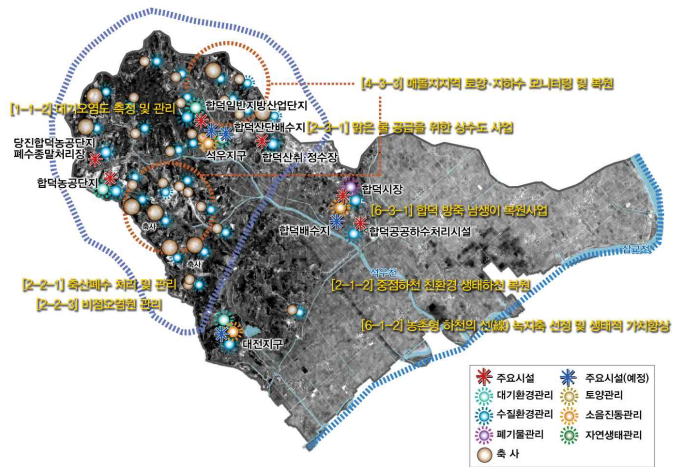 [4-3-3] 매몰지지역 토양·지하수 모니터링 및 복원
[1-1-2] 대기오염도 측정 및 관리
합덕일반지방산업단지
합덕산단배수지
[2-3-1] 맑은 물 공급을 위한 상수도 사업
당진합덕농공단지
폐수종말처리장
석우지구
합덕산취·정수장
합덕농공단지
합덕시장
축사
[6-3-1] 합덕 방죽 남생이 복원사업
합덕배수지
합덕공공하수처리시설
삽교천
축사
석우천
[2-2-1] 축산폐수 처리 및 관리
[2-1-2] 중점하천 친환경 생태하천 복원
[2-2-3] 비점오염원 관리
[6-1-2] 농촌형 하천의 선(線) 녹지축 선정 및 생태적 가치향상
대전지구
주요시설
주요시설(예정)
대기환경관리
토양관리
수질환경관리
소음진동관리
폐기물관리
자연생태관리
축 사